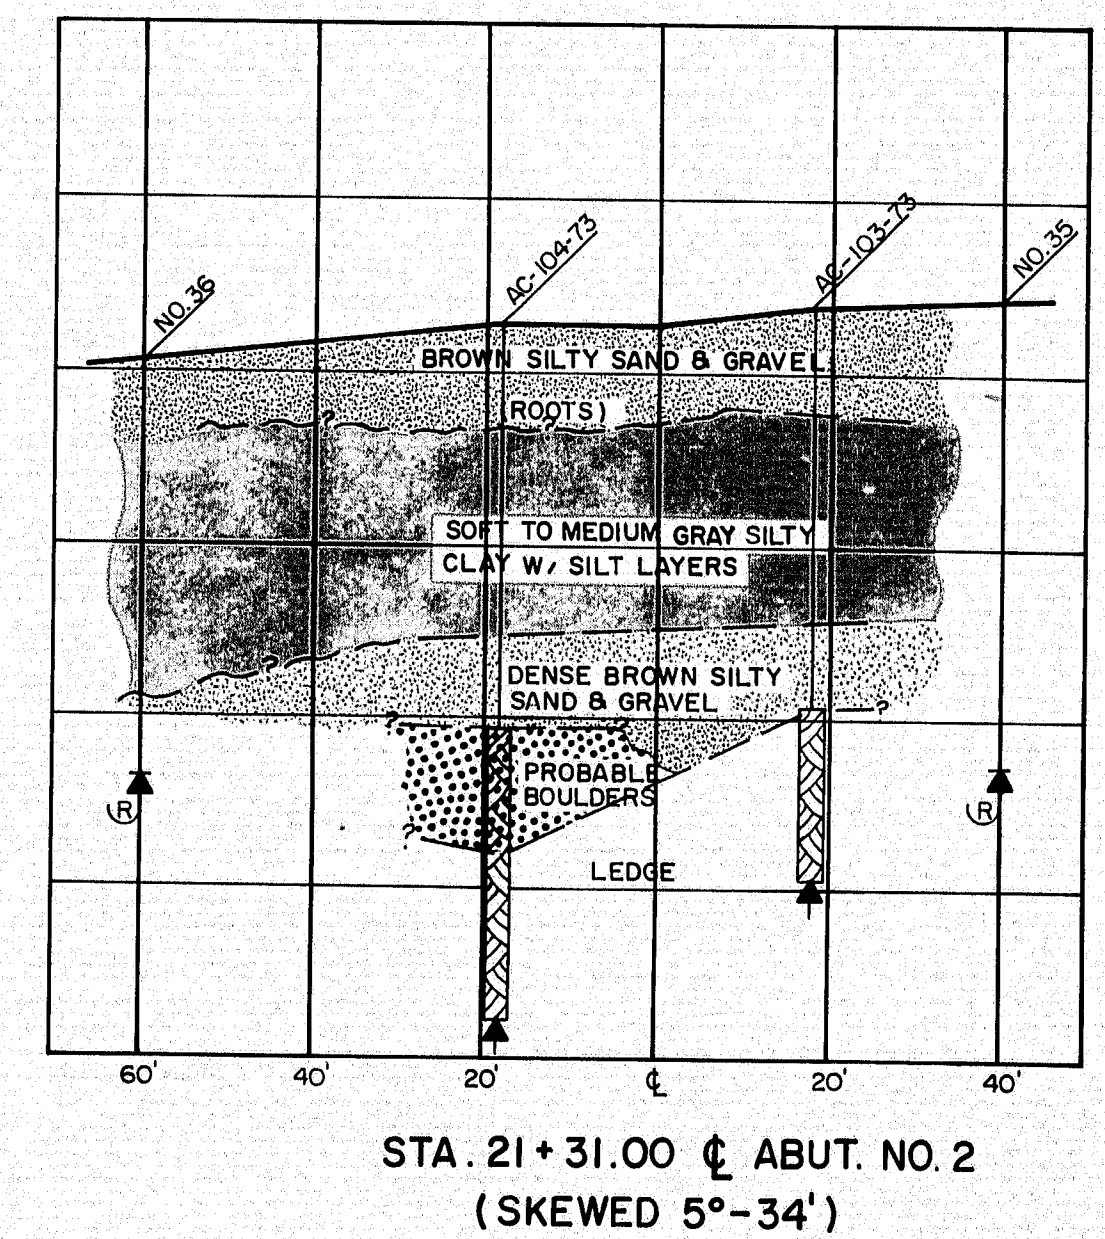 NO. 36
AC-104-73
AC-103-73
NO. 35
BROWN SILTY SAND & GRAVEL
?
(ROOTS)
?
SOFT TO MEDIUM GRAY SILTY
CLAY W/ SILT LAYERS
?
?
DENSE BROWN SILTY
SAND & GRAVEL
?
?
?
PROBABLE
BOULDERS
R
R
?
LEDGE
60'
40'
20'
℄
20'
40'
STA. 21+31.00 ℄ ABUT. NO. 2
(SKEWED 5°-34')